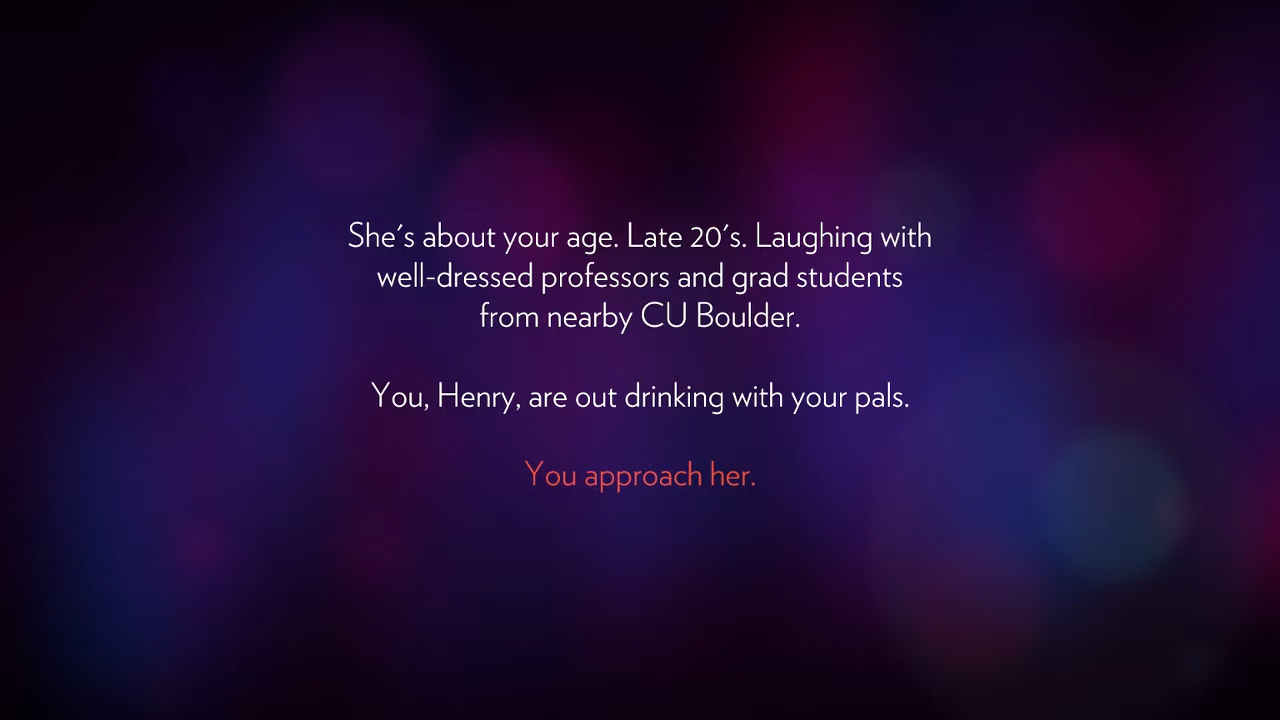 She's about your age. Late 20's. Laughing with
well-dressed professors and grad students
from nearby CU Boulder.
You, Henry, are out drinking with your pals.
You approach her.